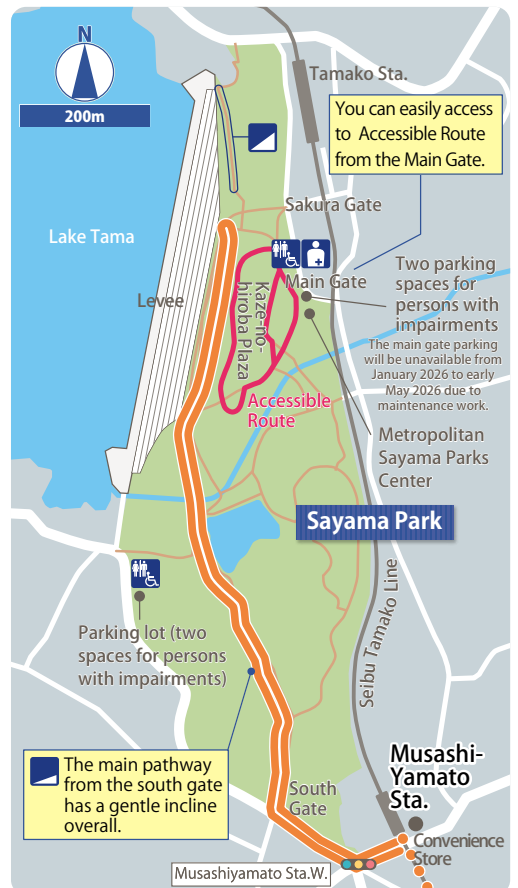 N
200m
Tamako Sta.
You can easily access
to Accessible Route
from the Main Gate.
Sakura Gate
Lake Tama
Main Gate
Two parking
spaces for
persons with
impairments
The main gate parking
will be unavailable from
January 2026 to early
May 2026 due to
maintenance work.
Levee
Kaze-no-
hiroba Plaza
Accessible
Route
Metropolitan
Sayama Parks
Center
Sayama Park
Seibu Tamako Line
Parking lot (two
spaces for persons
with impairments)
The main pathway
from the south gate
has a gentle incline
overall.
South
Gate
Musashi-
Yamato
Sta.
Convenience
Store
Musashiyamato Sta.W.